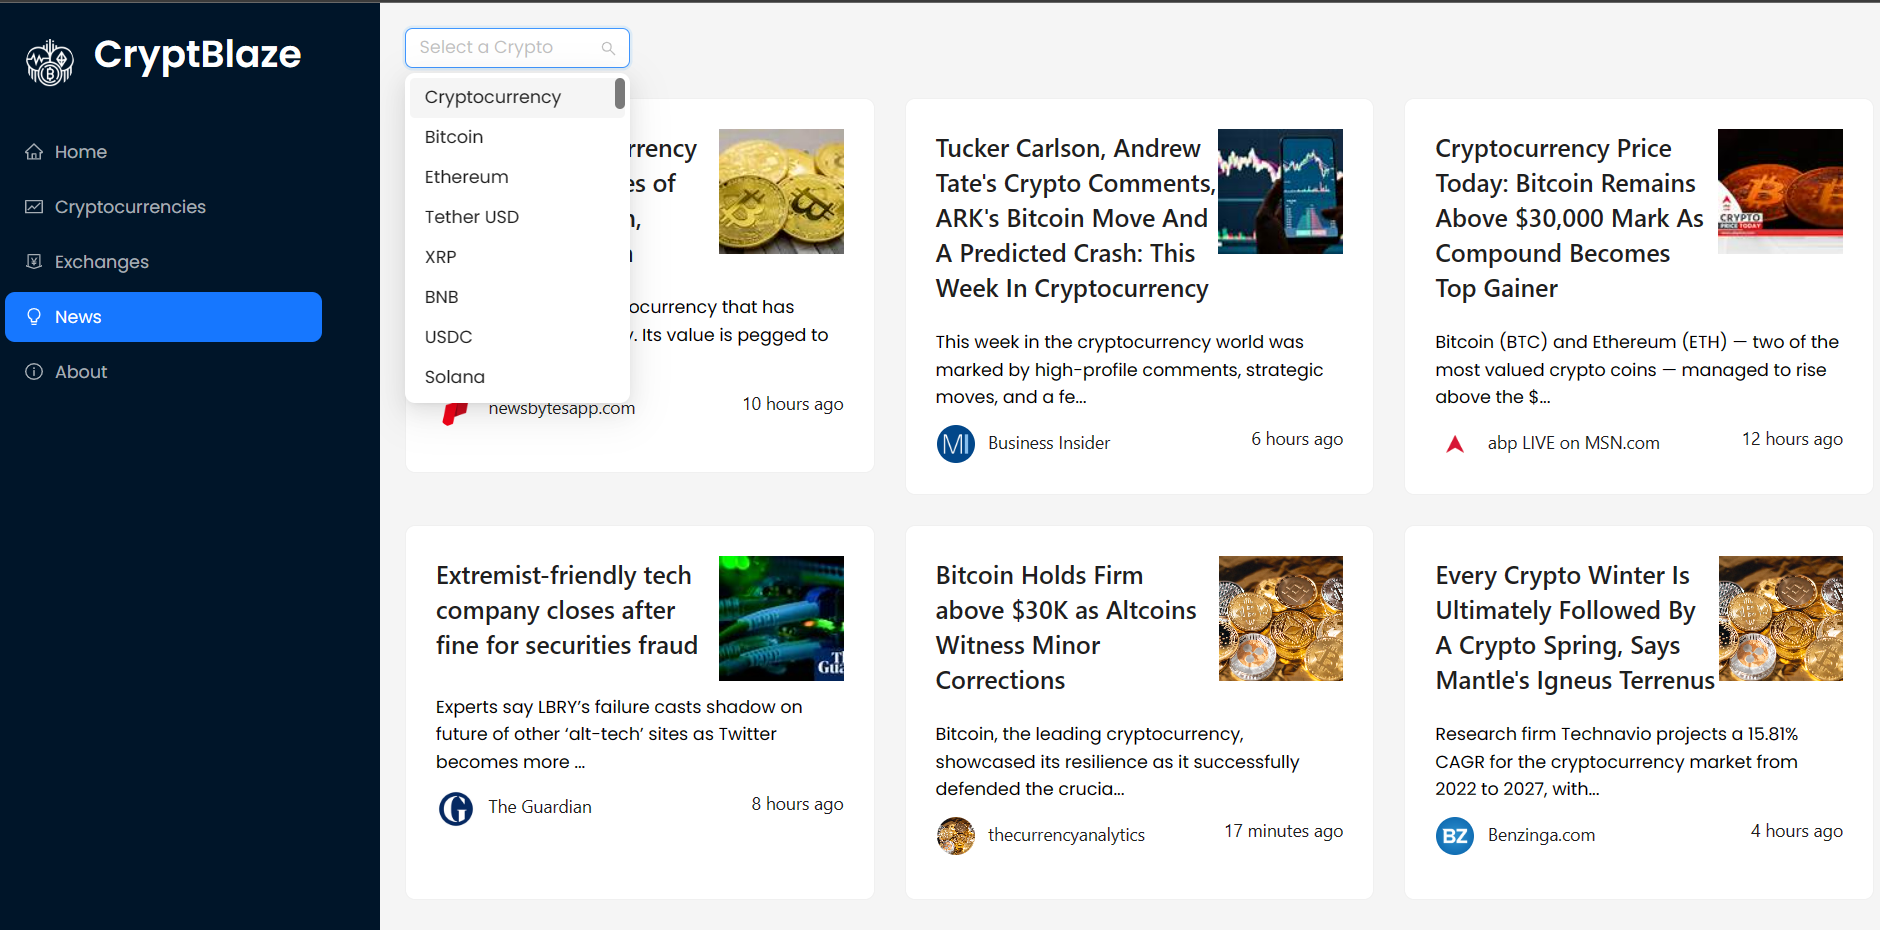 CryptBlaze
Home
Cryptocurrencies
Exchanges
News
About
Select a Crypto
Cryptocurrency
Bitcoin
Ethereum
Tether USD
XRP
BNB
USDC
Solana
of
ocurrency that has
. Its value is pegged to
newsbytesapp.com
10 hours ago
Tucker Carlson, Andrew
Tate's Crypto Comments,
ARK's Bitcoin Move And
A Predicted Crash: This
Week In Cryptocurrency
This week in the cryptocurrency world was
marked by high-profile comments, strategic
moves, and a fe...
MI
Business Insider
6 hours ago
Cryptocurrency Price
Today: Bitcoin Remains
Above $30,000 Mark As
Compound Becomes
Top Gainer
CRYPTO
PRICE TODAY
Bitcoin (BTC) and Ethereum (ETH) — two of the
most valued crypto coins — managed to rise
above the $...
abp LIVE on MSN.com
12 hours ago
Extremist-friendly tech
company closes after
fine for securities fraud
Experts say LBRY’s failure casts shadow on
future of other ‘alt-tech’ sites as Twitter
becomes more ...
G
The Guardian
8 hours ago
Bitcoin Holds Firm
above $30K as Altcoins
Witness Minor
Corrections
Bitcoin, the leading cryptocurrency,
showcased its resilience as it successfully
defended the crucia...
thecurrencyanalytics
17 minutes ago
Every Crypto Winter Is
Ultimately Followed By
A Crypto Spring, Says
Mantle's Igneus Terrenus
Research firm Technavio projects a 15.81%
CAGR for the cryptocurrency market from
2022 to 2027, with...
BZ
Benzinga.com
4 hours ago